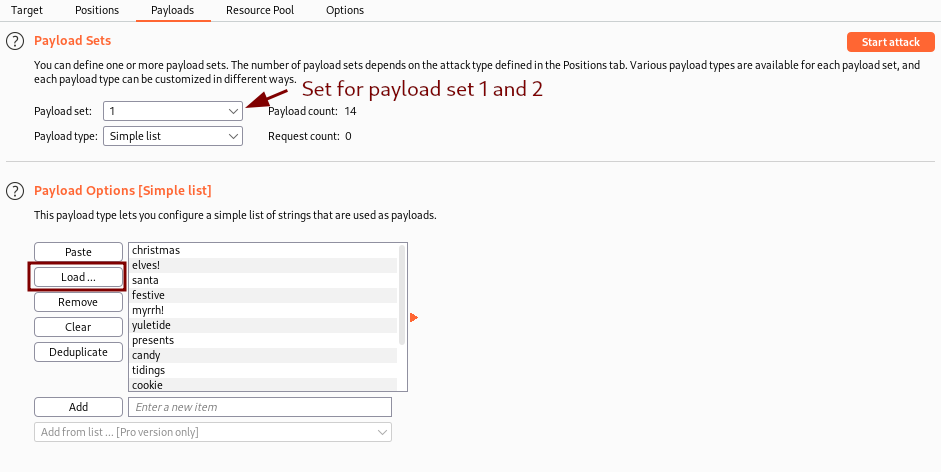 Target Positions Payloads Resource Pool Options
? Payload Sets
Start attack
You can define one or more payload sets. The number of payload sets depends on the attack type defined in the Positions tab. Various payload types are available for each payload set, and
each payload type can be customized in different ways.
Set for payload set 1 and 2
Payload set: 1 Payload count: 14
Payload type: Simple list Request count: 0
? Payload Options [Simple list]
This payload type lets you configure a simple list of strings that are used as payloads.
Paste
Load ...
Remove
Clear
Deduplicate
christmas
elves!
santa
festive
myrrh!
yuletide
presents
candy
tidings
cookie
Add Enter a new item
Add from list ... [Pro version only]